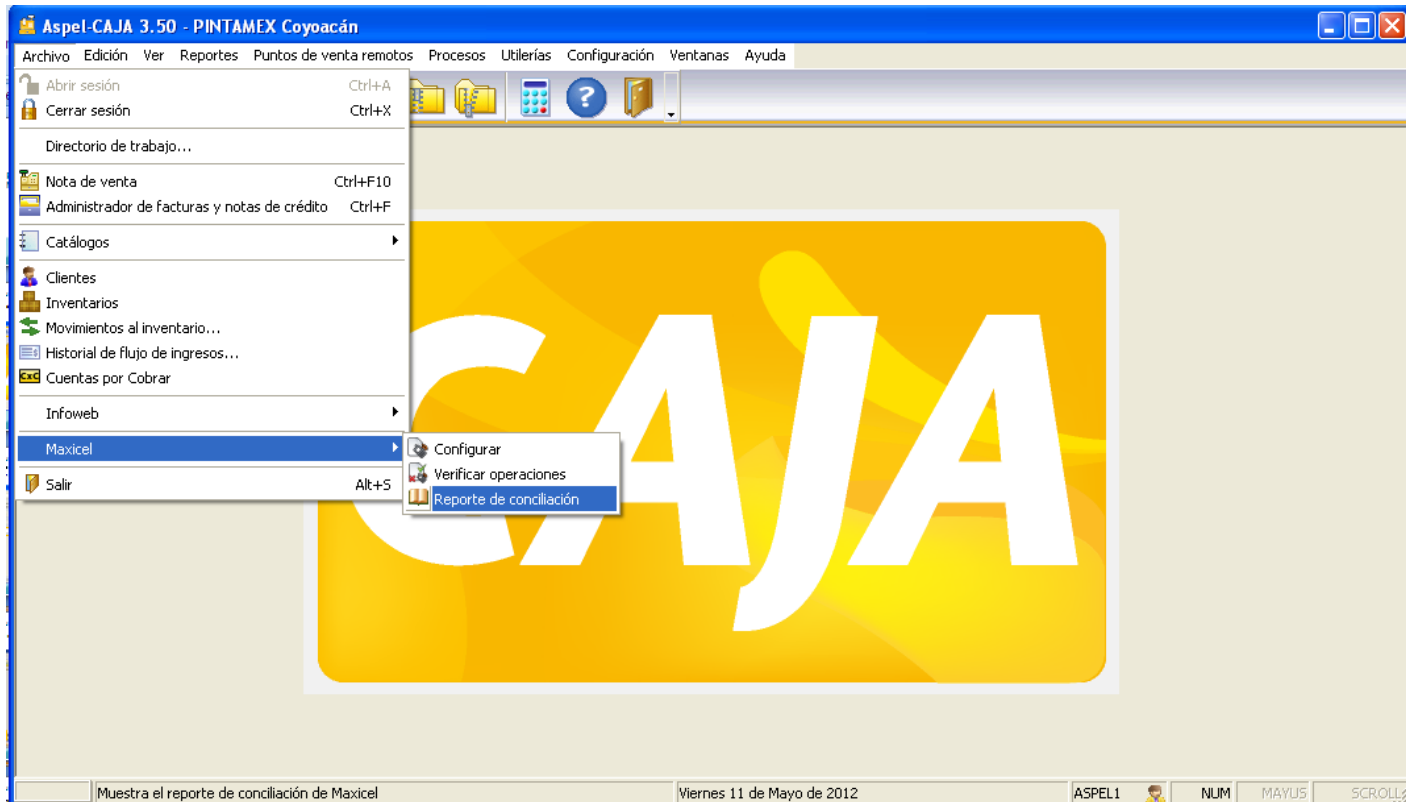 Aspel-CAJA 3.50 - PINTAMEX Coyoacán
Archivo Edición Ver Reportes Puntos de venta remotos Procesos Utilerías Configuración Ventanas Ayuda
Abrir sesión Ctrl+A
Cerrar sesión Ctrl+X
Directorio de trabajo...
Nota de venta Ctrl+F10
Administrador de facturas y notas de crédito Ctrl+F
Catálogos
Clientes
Inventarios
Movimientos al inventario...
Historial de flujo de ingresos...
CxC Cuentas por Cobrar
Infoweb
Maxicel
Configurar
Verificar operaciones
Salir Alt+S
Reporte de conciliación
CAJA
Muestra el reporte de conciliación de Maxicel Viernes 11 de Mayo de 2012 ASPEL1 NUM MAYUS SCROLL